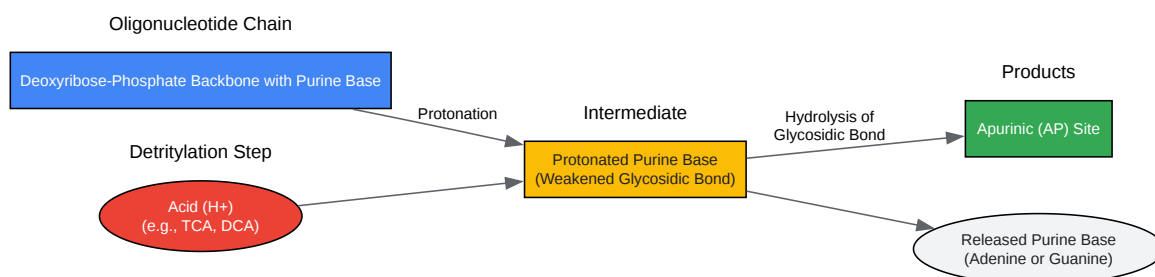 Oligonucleotide Chain
Deoxyribose-Phosphate Backbone with Purine Base
Protonation
Detritylation Step
Acid (H+)
(e.g., TCA, DCA)
Intermediate
Protonated Purine Base
(Weakened Glycosidic Bond)
Hydrolysis of
Glycosidic Bond
Products
Apurinic (AP) Site
Released Purine Base
(Adenine or Guanine)